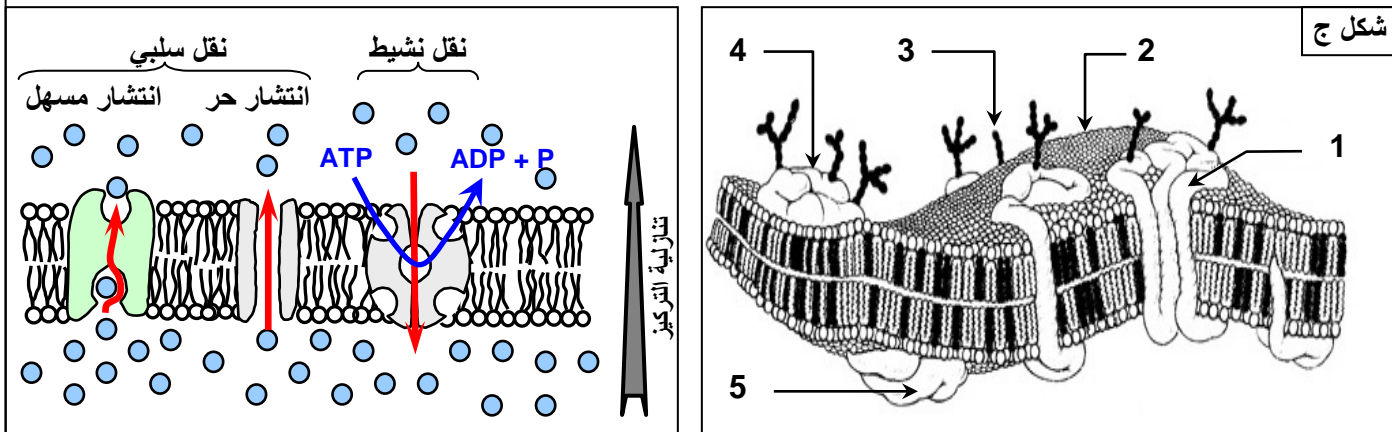 شكل ج
4
3
2
1
5
نقل نشيط
نقل سلبي
انتشار حر
انتشار مسهل
ATP
ADP + P
تنازلية التركيز